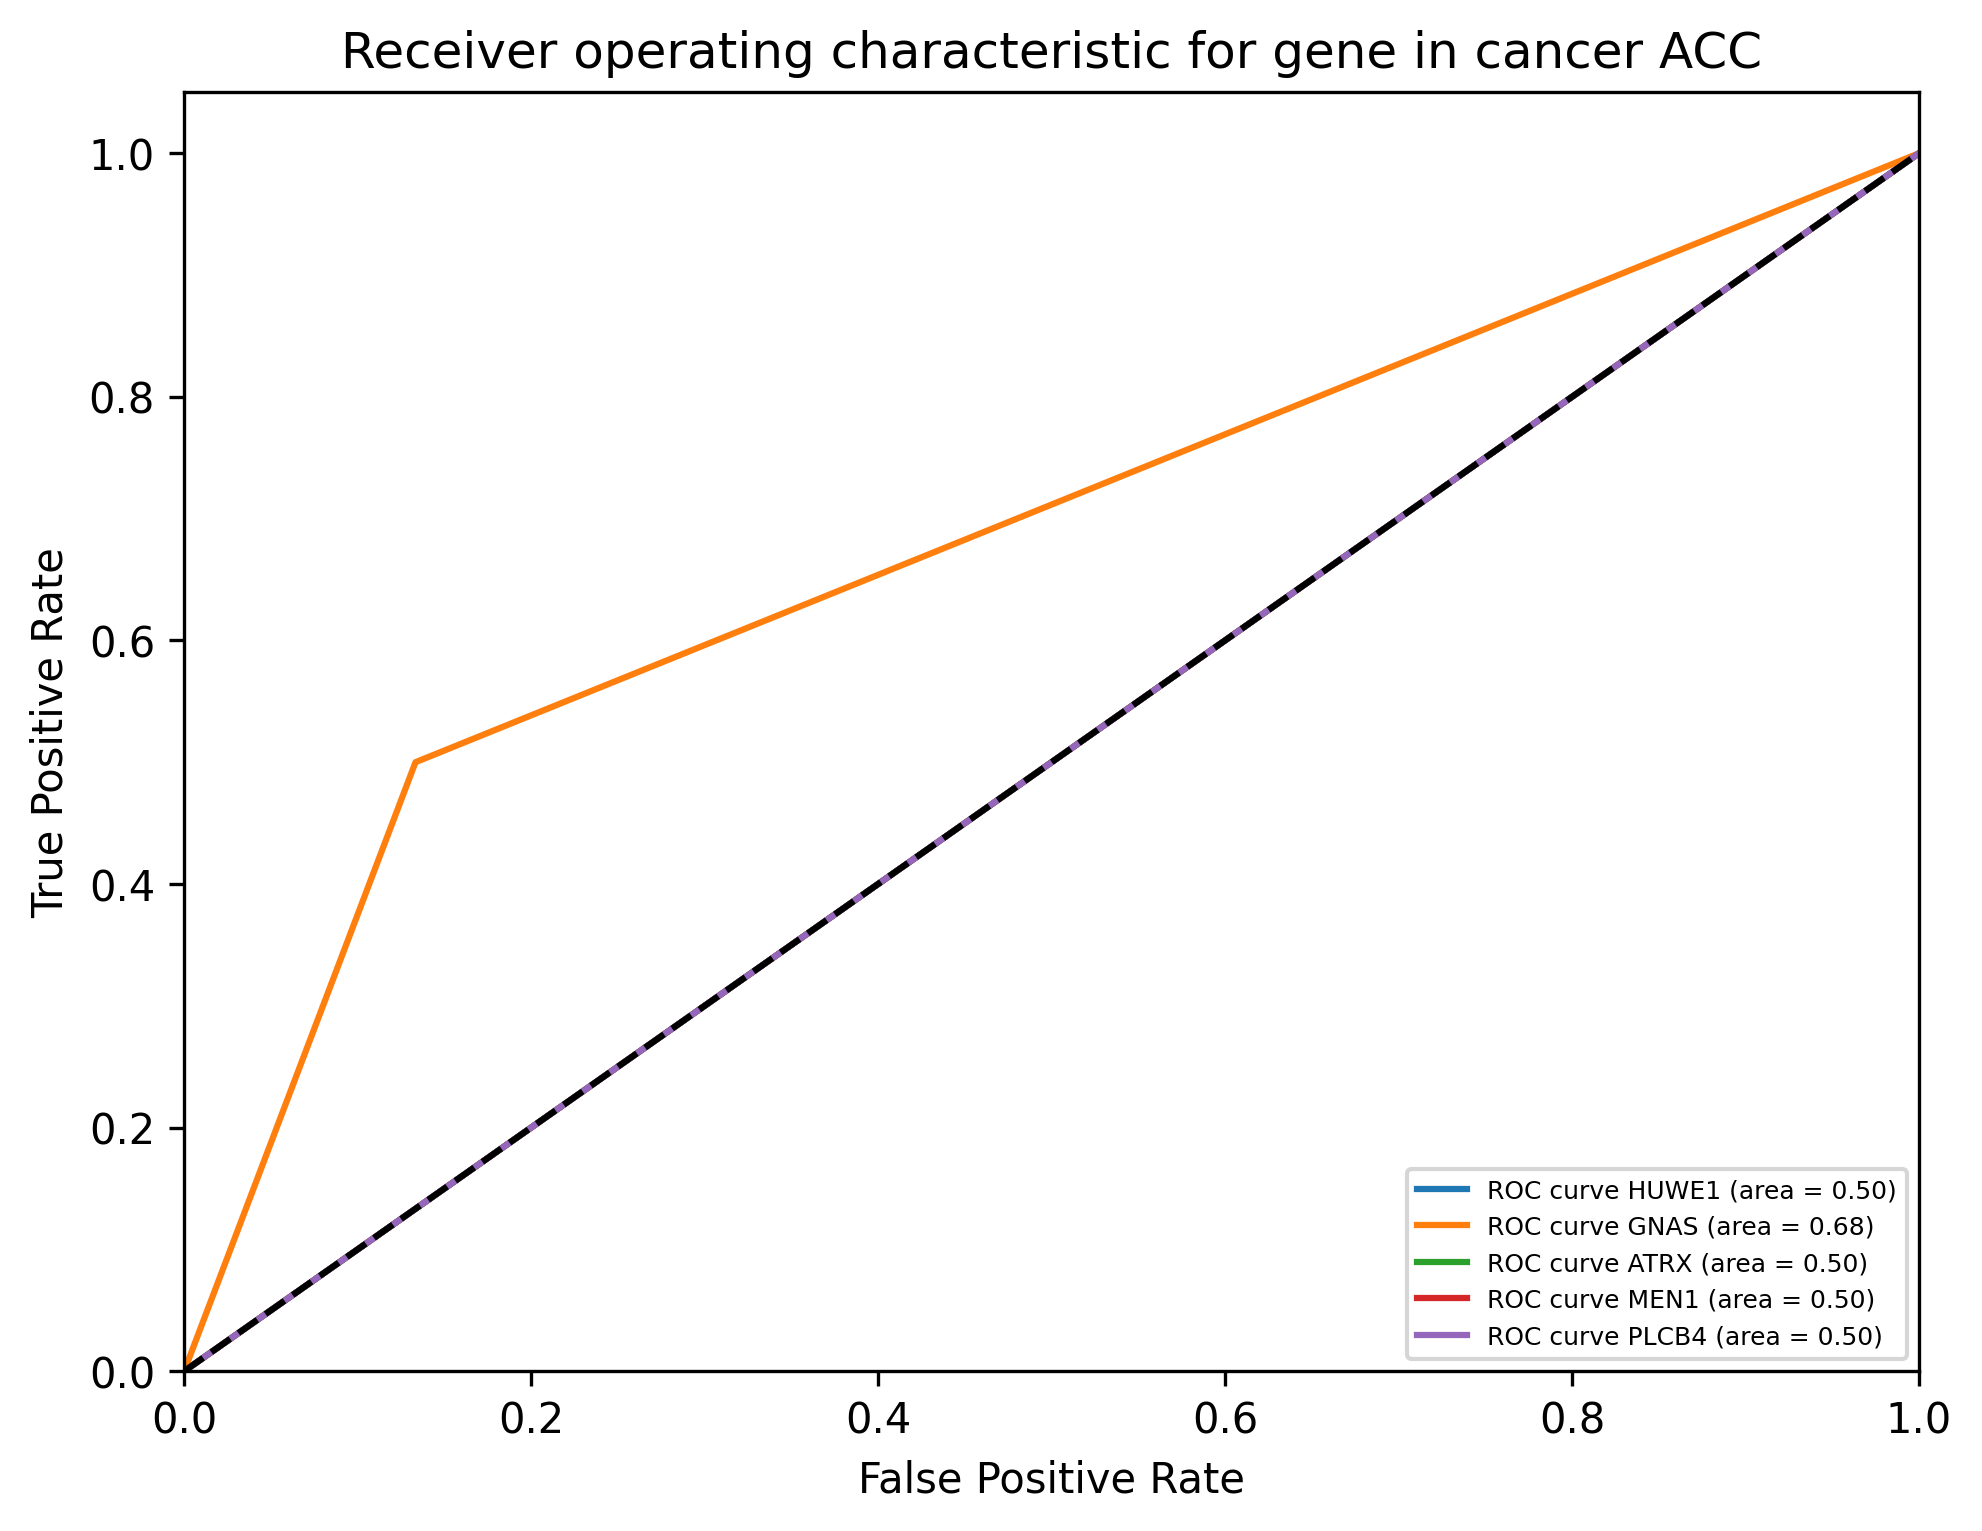 Receiver operating characteristic for gene in cancer ACC
True Positive Rate
1.0
0.8
0.6
0.4
0.2
0.0
ROC curve HUWE1 (area = 0.50)
ROC curve GNAS (area = 0.68)
ROC curve ATRX (area = 0.50)
ROC curve MEN1 (area = 0.50)
ROC curve PLCB4 (area = 0.50)
0.0 0.2 0.4 0.6 0.8 1.0
False Positive Rate